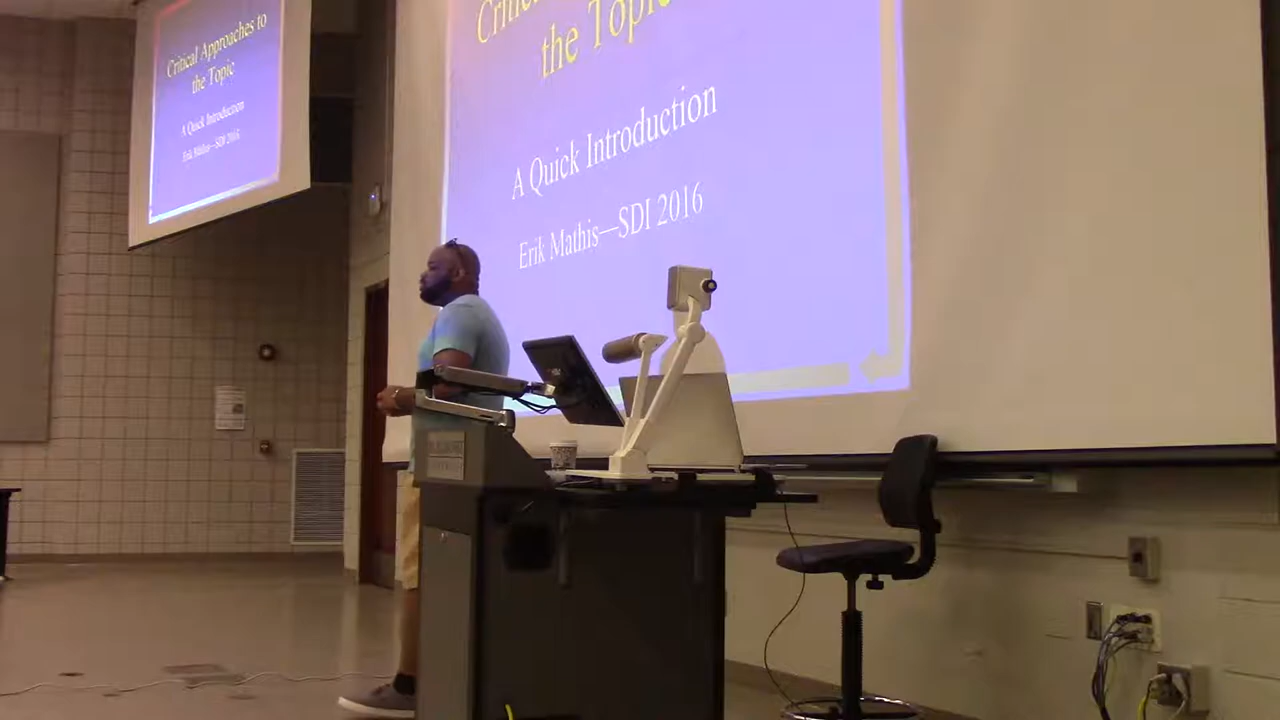 Critical Approaches to
the Topic
A Quick Introduction
Erik Mathis—SDI 2016
the Topic
A Quick Introduction
Erik Mathis—SDI 2016